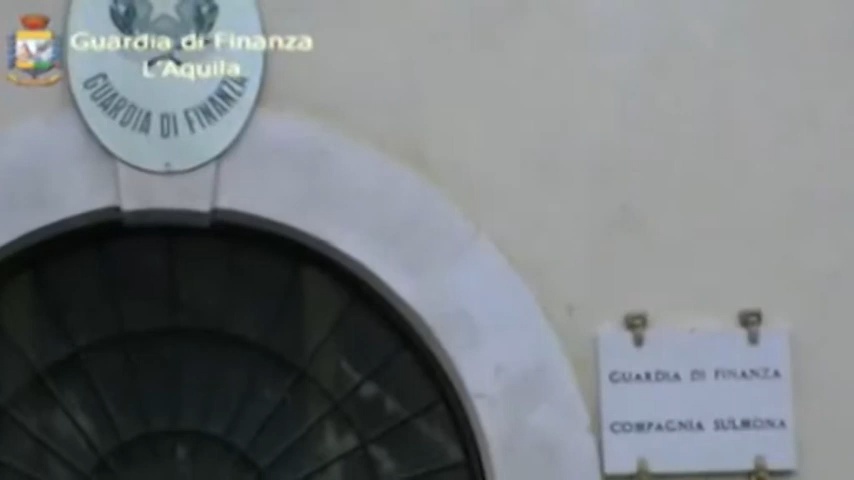 Guardia di Finanza
L'Aquila
GUARDIA DI FINANZA
GUARDIA DI FINANZA
COMPAGNIA SULMONA